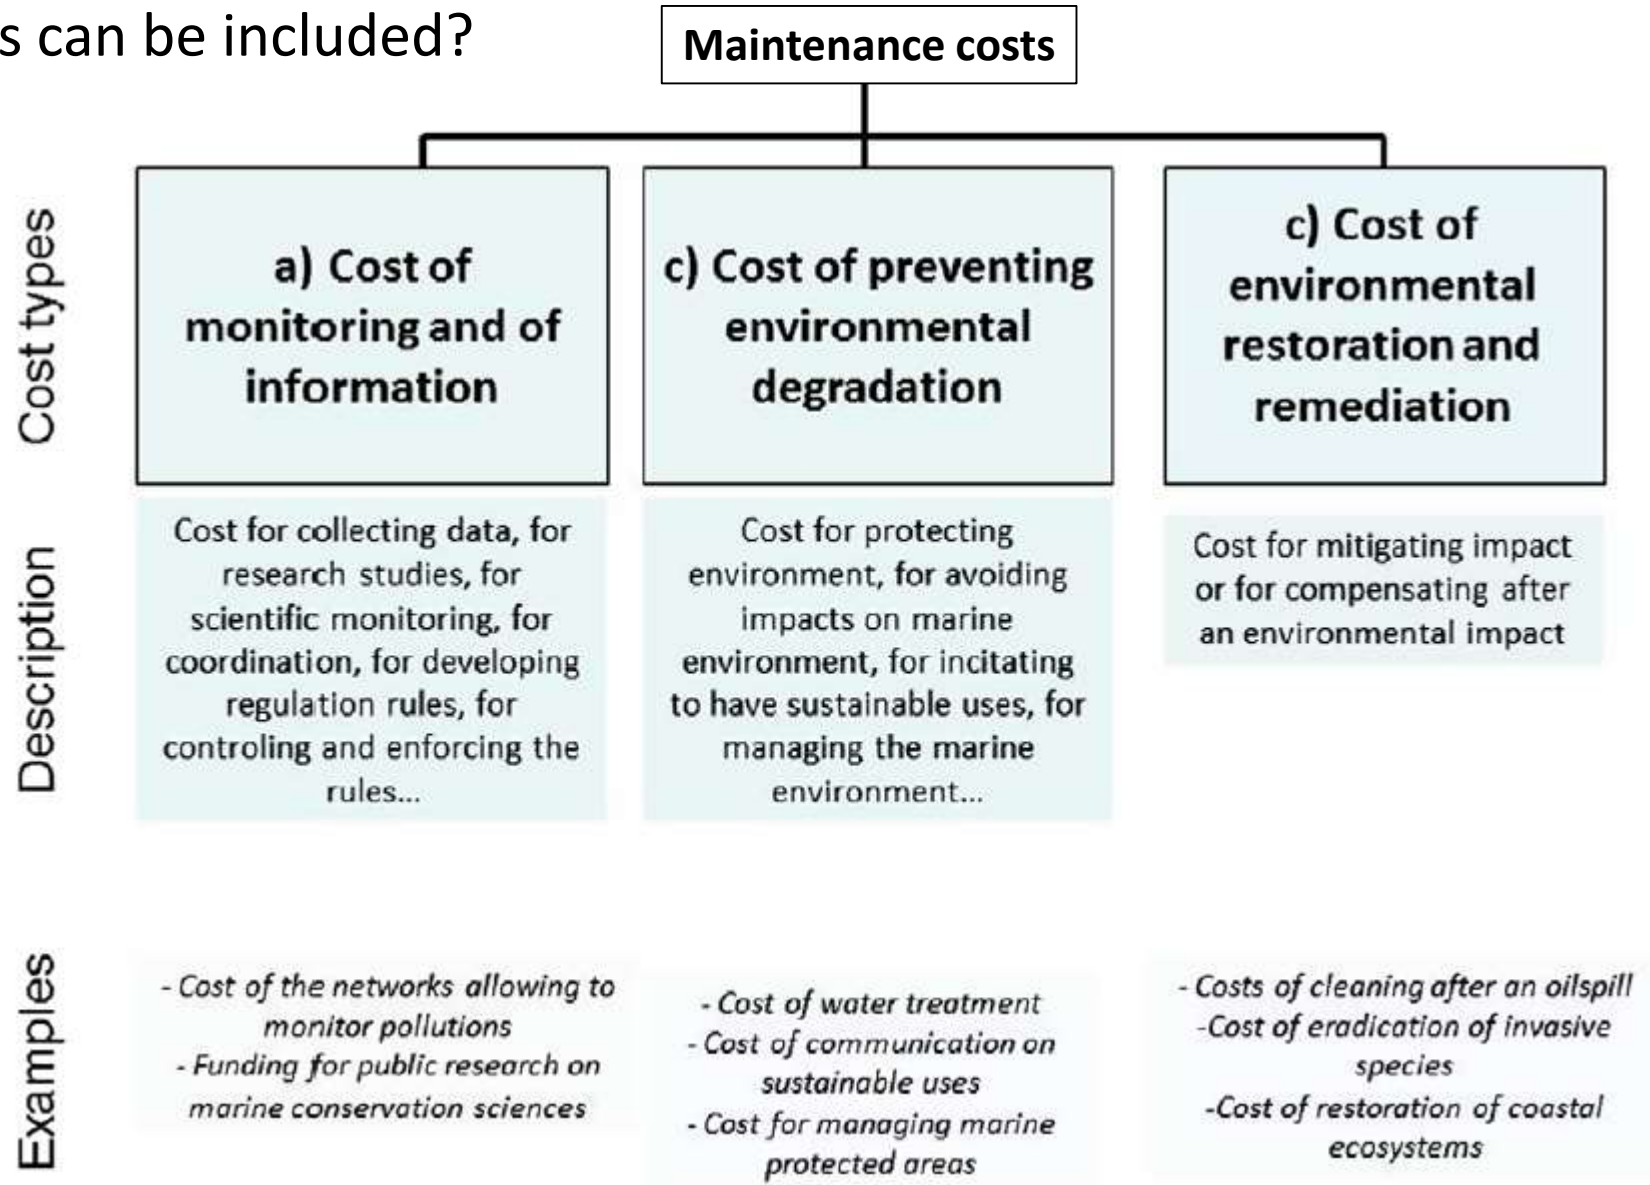 s can be included?
Maintenance costs
Cost types
a) Cost of
monitoring and of
information
c) Cost of preventing
environmental
degradation
c) Cost of
environmental
restoration and
remediation
Description
Cost for collecting data, for
research studies, for
scientific monitoring, for
coordination, for developing
regulation rules, for
controling and enforcing the
rules...
Cost for protecting
environment, for avoiding
impacts on marine
environment, for incitating
to have sustainable uses, for
managing the marine
environment...
Cost for mitigating impact
or for compensating after
an environmental impact
Examples
- Cost of the networks allowing to
monitor pollutions
- Funding for public research on
marine conservation sciences
- Cost of water treatment
- Cost of communication on
sustainable uses
- Cost for managing marine
protected areas
- Costs of cleaning after an oilspill
-Cost of eradication of invasive
species
-Cost of restoration of coastal
ecosystems